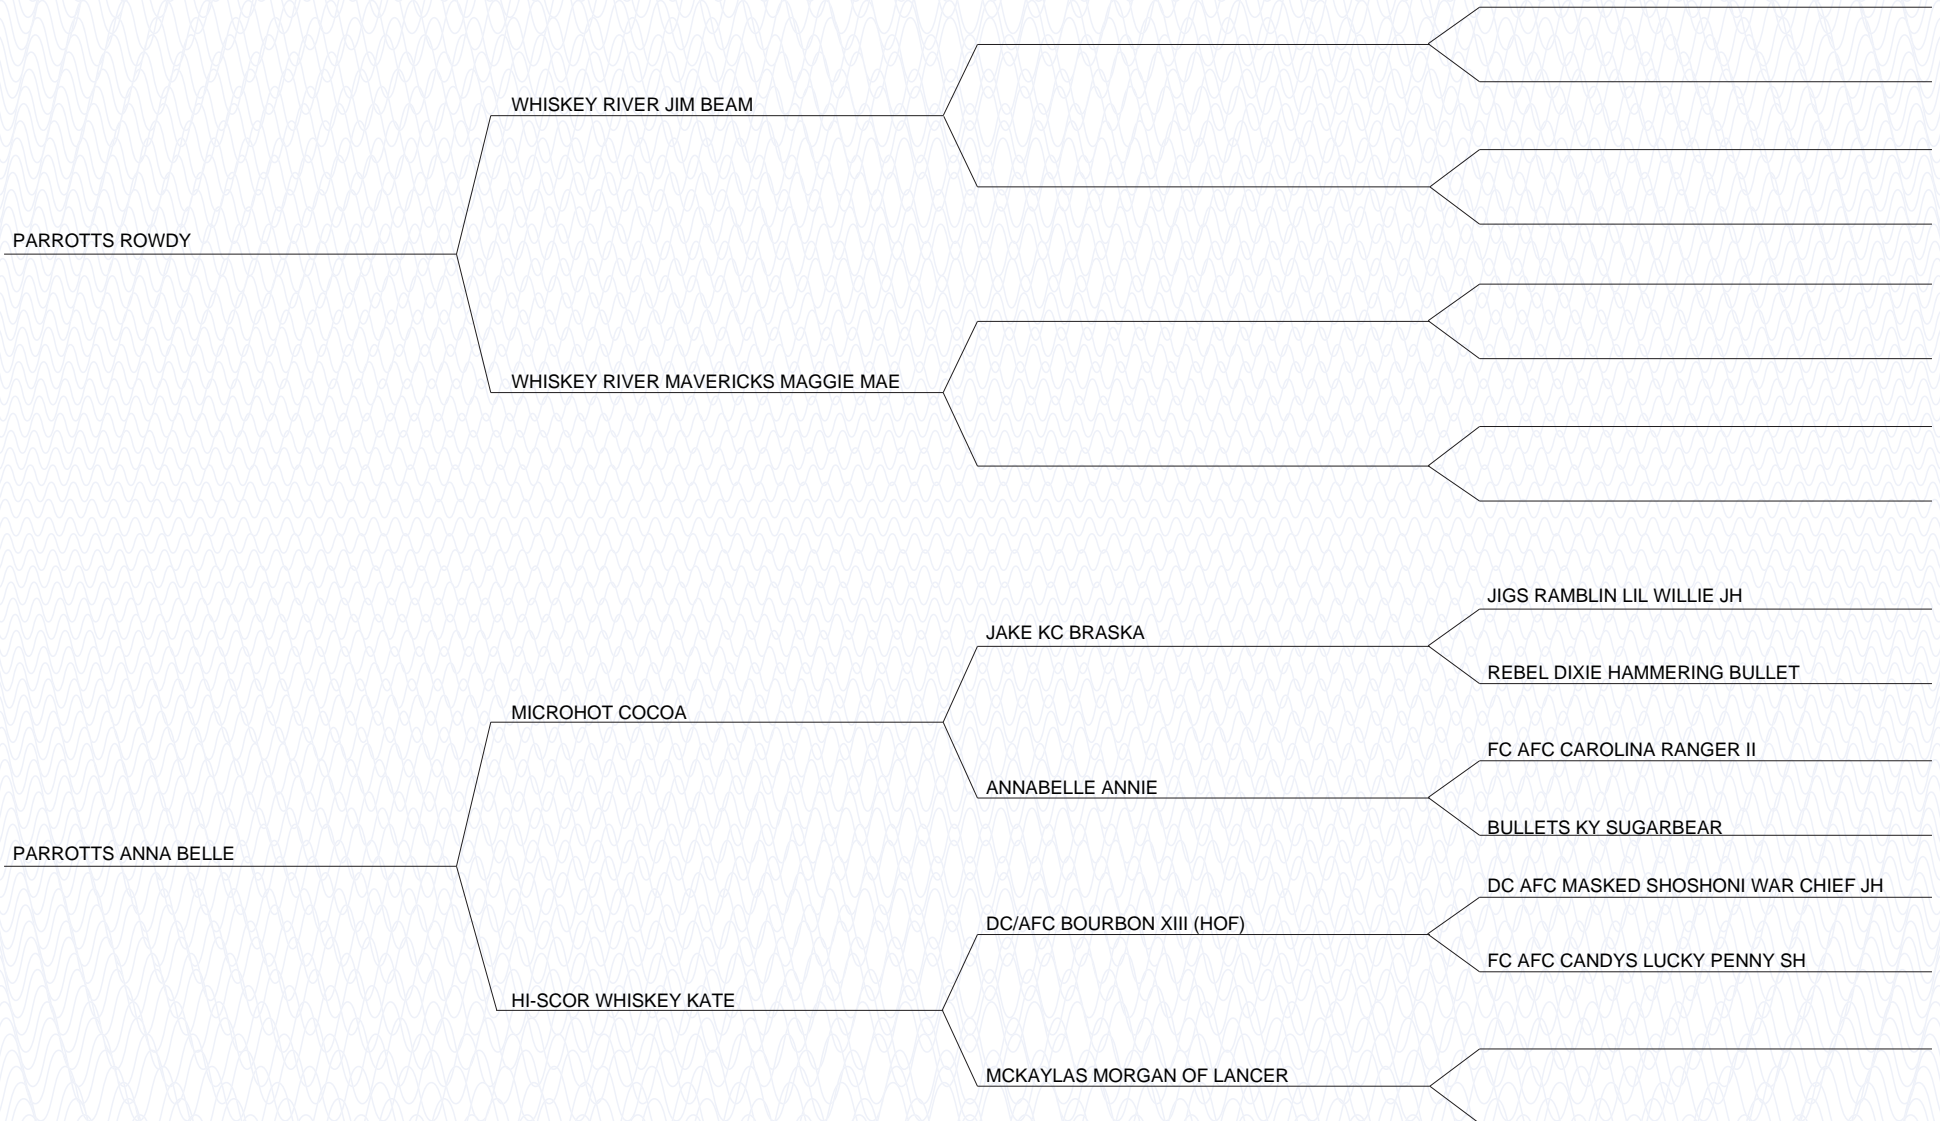 WHISKEY RIVER JIM BEAM
PARROTTS ROWDY
WHISKEY RIVER MAVERICKS MAGGIE MAE
JIGS RAMBLIN LIL WILLIE JH
JAKE KC BRASKA
REBEL DIXIE HAMMERING BULLET
MICROHOT COCOA
FC AFC CAROLINA RANGER II
ANNABELLE ANNIE
BULLETS KY SUGARBEAR
PARROTTS ANNA BELLE
DC AFC MASKED SHOSHONI WAR CHIEF JH
DC/AFC BOURBON XIII (HOF)
FC AFC CANDYS LUCKY PENNY SH
HI-SCOR WHISKEY KATE
MCKAYLAS MORGAN OF LANCER